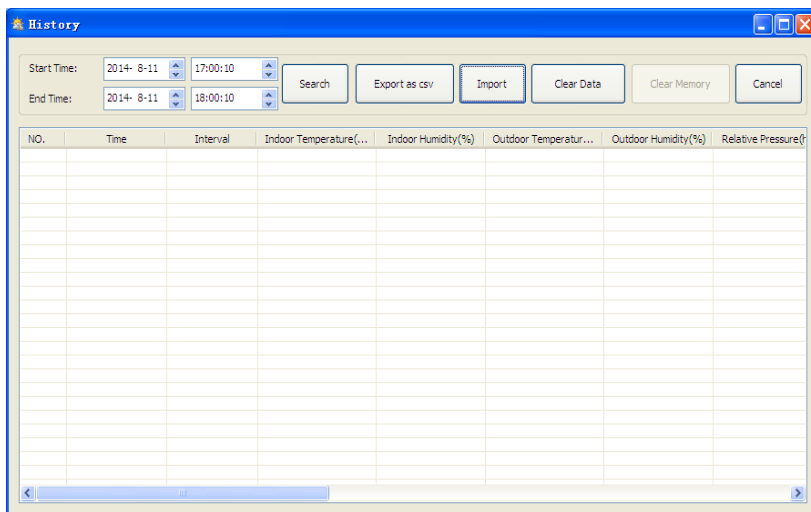 History
Start Time: 2014- 8-11 17:00:10
End Time: 2014- 8-11 18:00:10
Search Export as csv Import Clear Data Clear Memory Cancel
NO. Time Interval Indoor Temperature(... Indoor Humidity(%) Outdoor Temperatur... Outdoor Humidity(%) Relative Pressure(h